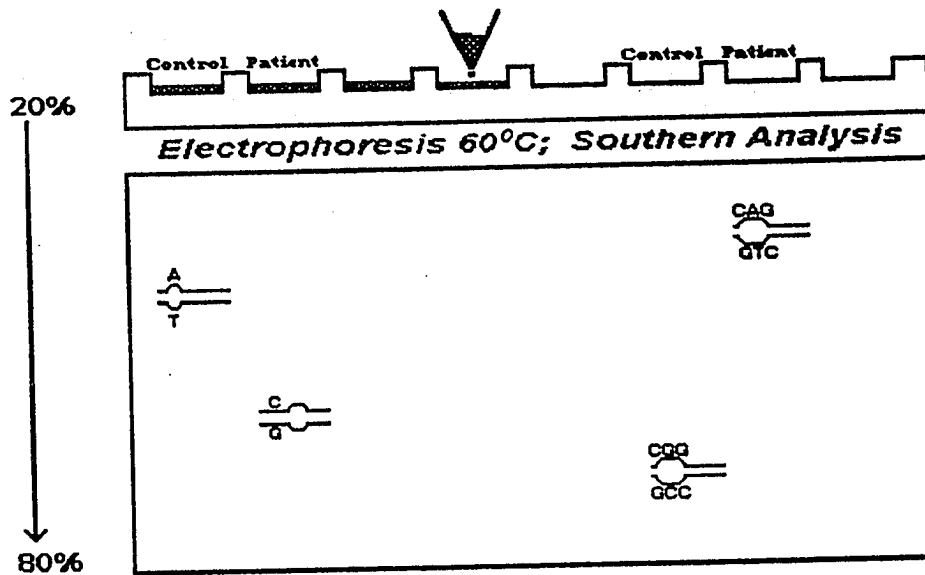 Control Patient Control Patient
20%
Electrophoresis 60°C; Southern Analysis
CAG
GTC
A
T
C
G
CGG
GCC
80%